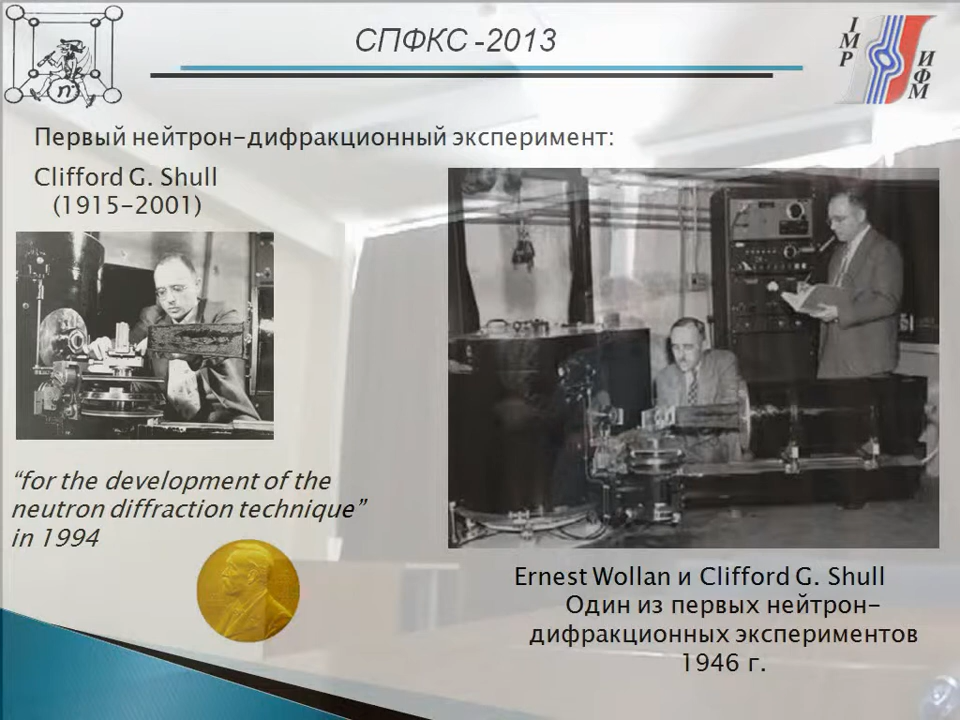 СПФКС -2013
IMP
ИФМ
n
Первый нейтрон-дифракционный эксперимент:
Clifford G. Shull
(1915-2001)
“for the development of the
neutron diffraction technique”
in 1994
Ernest Wollan и Clifford G. Shull
Один из первых нейтрон-
дифракционных экспериментов
1946 г.